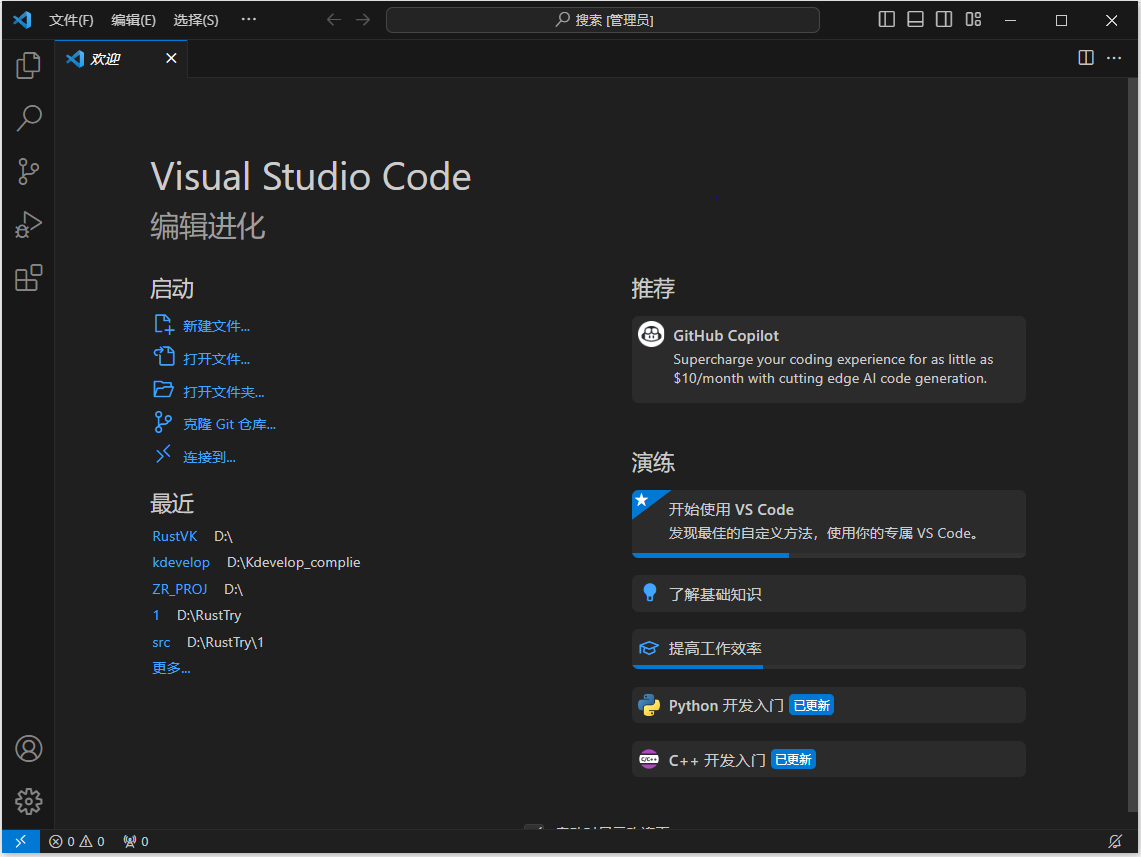 文件(F) 编辑(E) 选择(S) ··· 搜索 [管理员]
欢迎
Visual Studio Code
编辑进化
启动
新建文件...
打开文件...
打开文件夹...
克隆 Git 仓库...
连接到...
最近
RustVK D:\
kdevelop D:\Kdevelop_complie
ZR_PROJ D:\
1 D:\RustTry
src D:\RustTry\1
更多...
推荐
GitHub Copilot
Supercharge your coding experience for as little as
$10/month with cutting edge AI code generation.
演练
开始使用 VS Code
发现最佳的自定义方法，使用你的专属 VS Code。
了解基础知识
提高工作效率
Python 开发入门 已更新
C/C++ C++ 开发入门 已更新
0 0 0